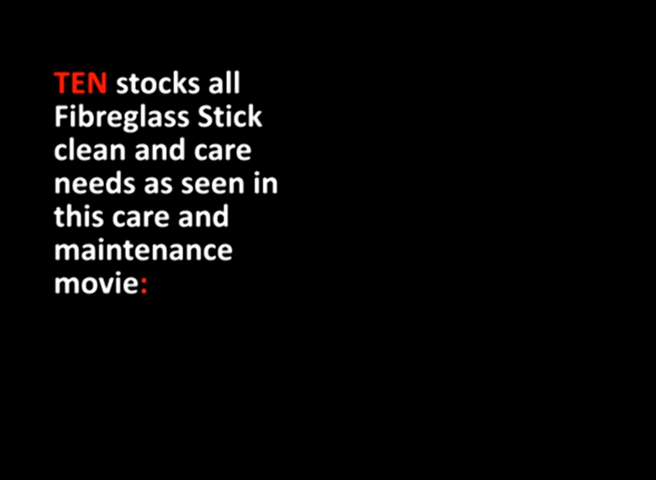 TEN stocks all
Fibreglass Stick
clean and care
needs as seen in
this care and
maintenance
movie: